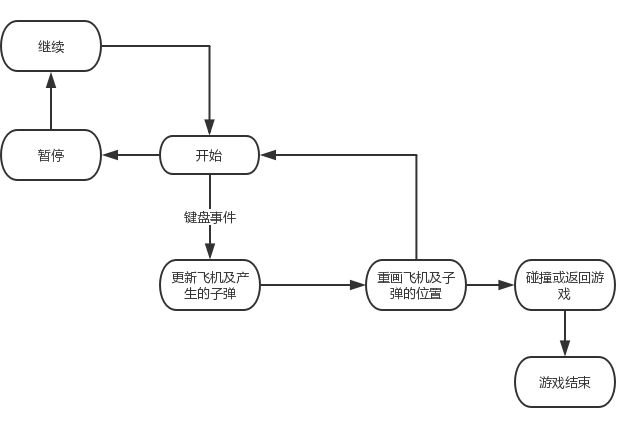 继续
暂停
开始
键盘事件
更新飞机及产
生的子弹
重画飞机及子
弹的位置
碰撞或返回游
戏
游戏结束